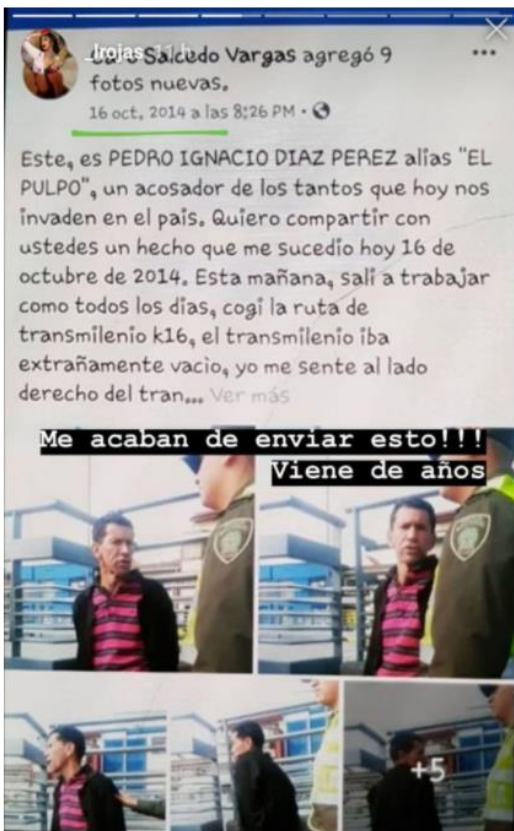 _lrojas 11 h
Salcedo Vargas agregó 9
fotos nuevas.
16 oct. 2014 a las 8:26 PM ·
Este, es PEDRO IGNACIO DIAZ PEREZ alias "EL
PULPO", un acosador de los tantos que hoy nos
invaden en el pais. Quiero compartir con
ustedes un hecho que me sucedio hoy 16 de
octubre de 2014. Esta mañana, sali a trabajar
como todos los dias, cogi la ruta de
transmilenio k16, el transmilenio iba
extrañamente vacio, yo me sente al lado
derecho del tran... Ver más
Me acaban de enviar esto!!!
Viene de años
+5